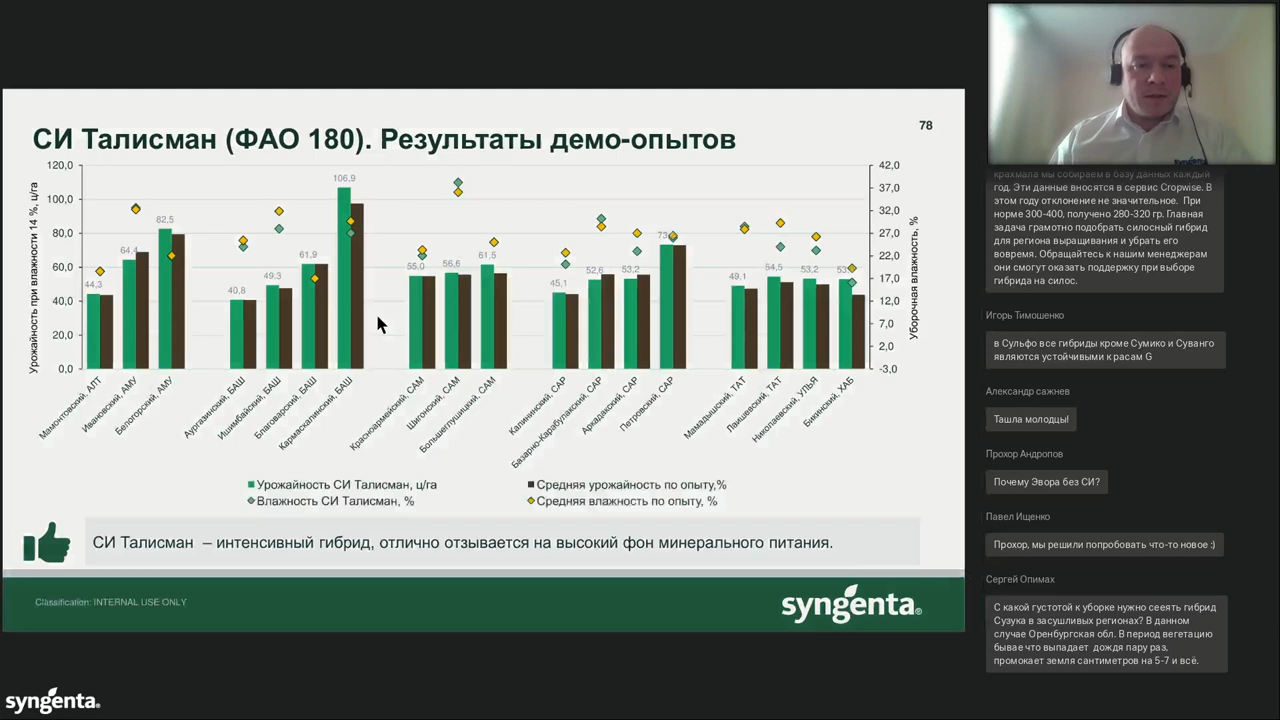 СИ Талисман (ФАО 180). Результаты демо-опытов
78
Урожайность при влажности 14 %, ц/га
120,0
100,0
80,0
60,0
40,0
20,0
0,0
44,3
64,4
82,5
40,8
49,3
61,9
106,9
55,0
56,6
61,5
45,1
52,6
53,2
49,1
54,5
53,2
42,0
37,0
32,0
27,0
22,0
17,0
12,0
7,0
2,0
-3,0
Уборочная влажность, %
Мамонтовский, АЛТ
Ивановский, АМУ
Белогорский, АМУ
Аургазинский, БАШ
Ишимбайский, БАШ
Благоварский, БАШ
Кармаскалинский, БАШ
Красноармейский, САМ
Шигонский, САМ
Большеглушицкий, САМ
Калининский, САР
Базарно-Карабулакский, САР
Аркадакский, САР
Петровский, САР
Мамадышский, ТАТ
Лаишевский, ТАТ
Николаевский, УЛЬЯ
Бикинский, ХАБ
Урожайность СИ Талисман, ц/га
Средняя урожайность по опыту,%
Влажность СИ Талисман, %
Средняя влажность по опыту, %
СИ Талисман – интенсивный гибрид, отлично отзывается на высокий фон минерального питания.
Classification: INTERNAL USE ONLY
syngenta®
syngenta®
syngenta
крахмала мы собираем в базу данных каждый
год. Эти данные вносятся в сервис Cropwise. В
этом году отклонение не значительное. При
норме 300-400, получено 280-320 гр. Главная
задача грамотно подобрать силосный гибрид
для региона выращивания и убрать его
вовремя. Обращайтесь к нашим менеджерам
они смогут оказать поддержку при выборе
гибрида на силос.
Игорь Тимошенко
в Сульфо все гибриды кроме Сумико и Суванго
являются устойчивыми к расам G
Александр сажнев
Ташла молодцы!
Прохор Андропов
Почему Эвора без СИ?
Павел Ищенко
Прохор, мы решили попробовать что-то новое :)
Сергей Опимах
С какой густотой к уборке нужно сееять гибрид
Сузука в засушливых регионах? В данном
случае Оренбургская обл. В период вегетацию
бывае что выпадает дождя пару раз,
промокает земля сантиметров на 5-7 и всё.